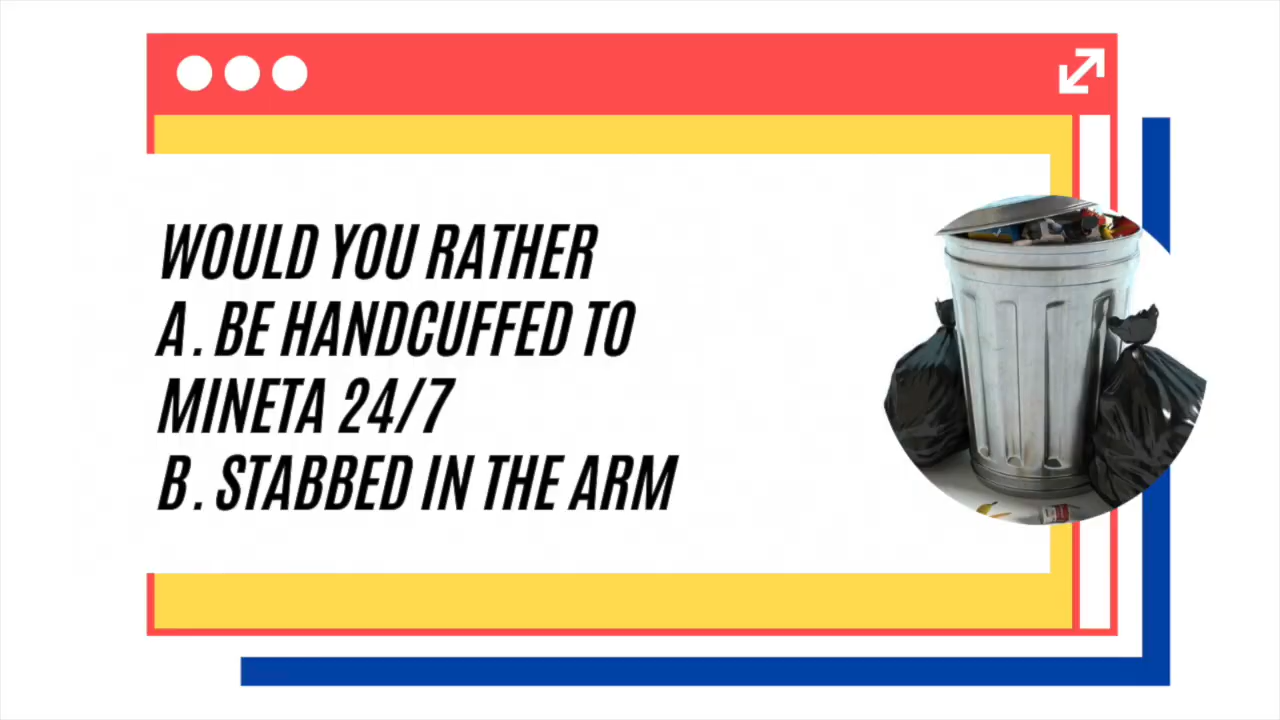 WOULD YOU RATHER
A. BE HANDCUFFED TO
MINETA 24/7
B. STABBED IN THE ARM